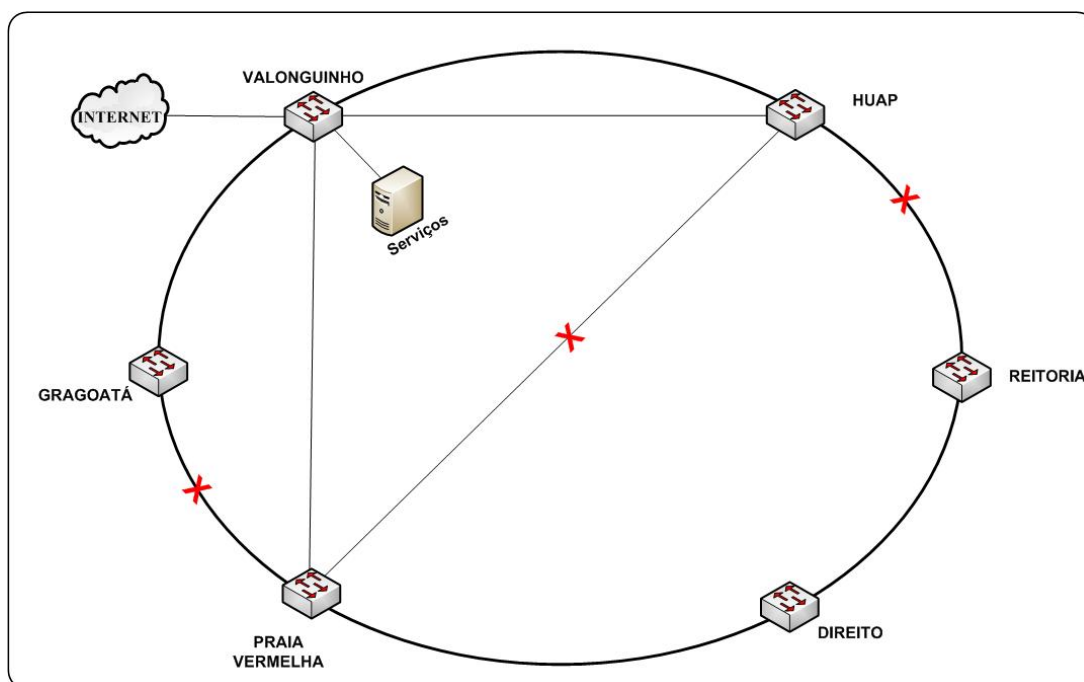 VALONGUINHO
HUAP
INTERNET
Serviços
GRAGOATÁ
REITORIA
DIREITO
PRAIA
VERMELHA